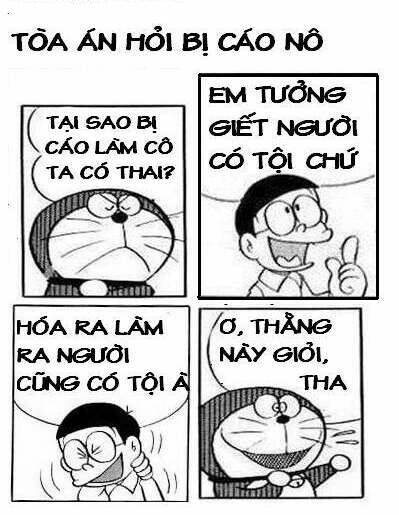 TÒA ÁN HỎI BỊ CÁO NÔ
TẠI SAO BỊ
CÁO LÀM CÔ
TA CÓ THAI?
EM TƯỞNG
GIẾT NGƯỜI
CÓ TỘI CHỨ
HÓA RA LÀM
RA NGƯỜI
CŨNG CÓ TỘI À
Ơ, THẰNG
NÀY GIỎI,
THA